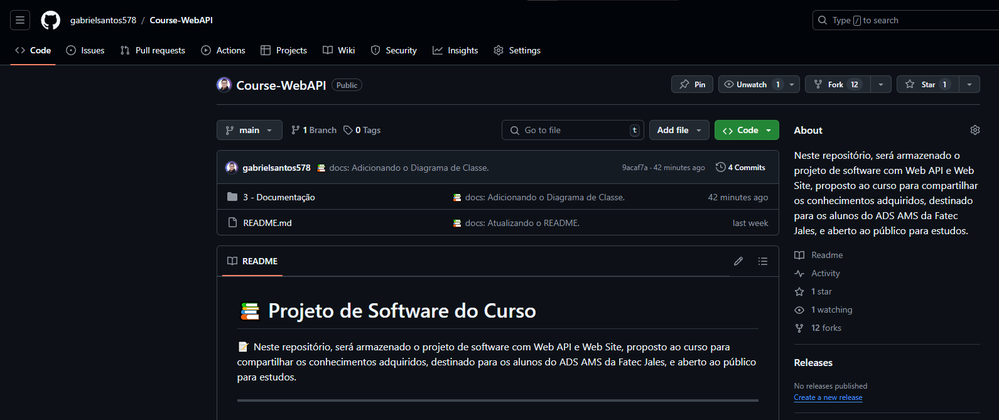 gabrielsantos578 / Course-WebAPI
Type / to search
Code Issues Pull requests Actions Projects Wiki Security Insights Settings
Course-WebAPI Public
Pin Unwatch 1 Fork 12 Star 1
main 1 Branch 0 Tags Go to file t Add file Code
gabrielsantos578 docs: Adicionando o Diagrama de Classe. 9acaf7a · 42 minutes ago 4 Commits
3 - Documentação docs: Adicionando o Diagrama de Classe. 42 minutes ago
README.md docs: Atualizando o README. last week
README
Projeto de Software do Curso
Neste repositório, será armazenado o projeto de software com Web API e Web Site, proposto ao curso para
compartilhar os conhecimentos adquiridos, destinado para os alunos do ADS AMS da Fatec Jales, e aberto ao público
para estudos.
About
Neste repositório, será armazenado o
projeto de software com Web API e Web
Site, proposto ao curso para compartilhar
os conhecimentos adquiridos, destinado
para os alunos do ADS AMS da Fatec
Jales, e aberto ao público para estudos.
Readme
Activity
1 star
1 watching
12 forks
Releases
No releases published
Create a new release